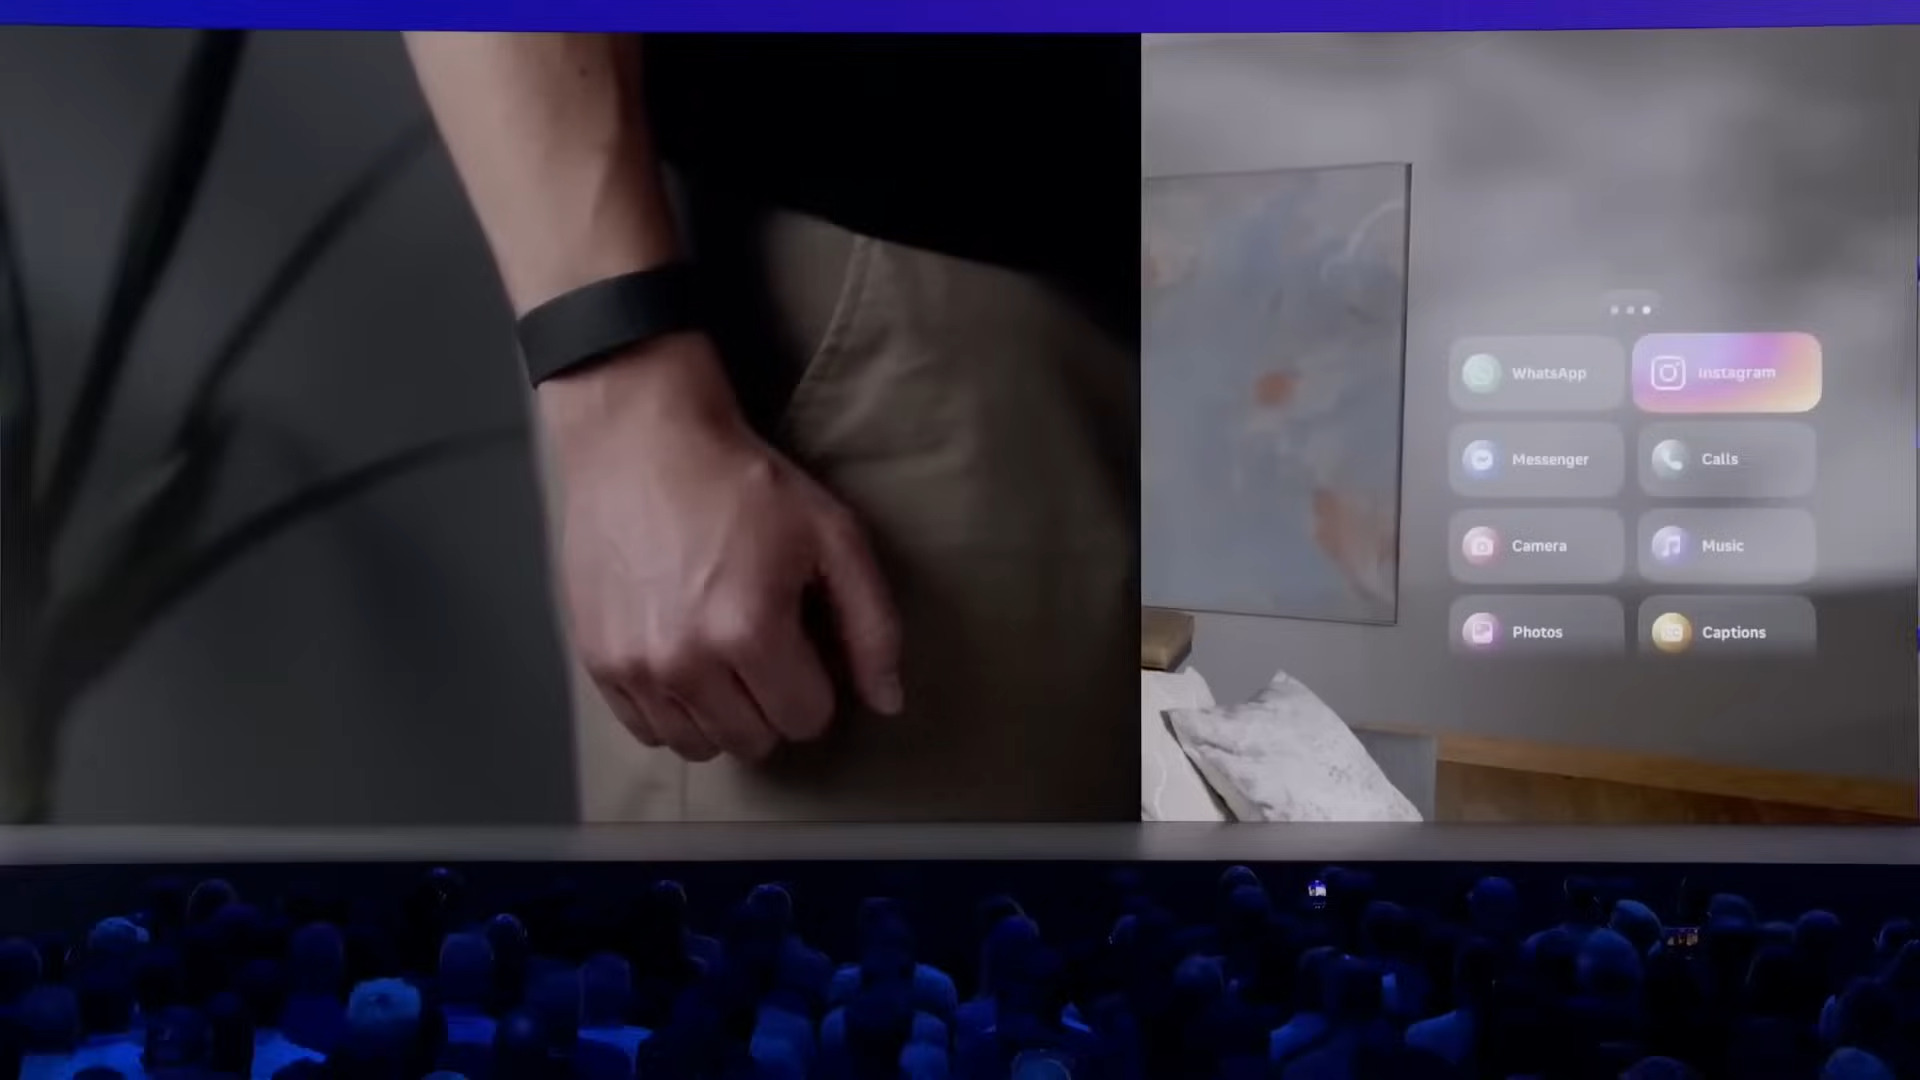 WhatsApp
Instagram
Messenger
Calls
Camera
Music
Photos
Captions